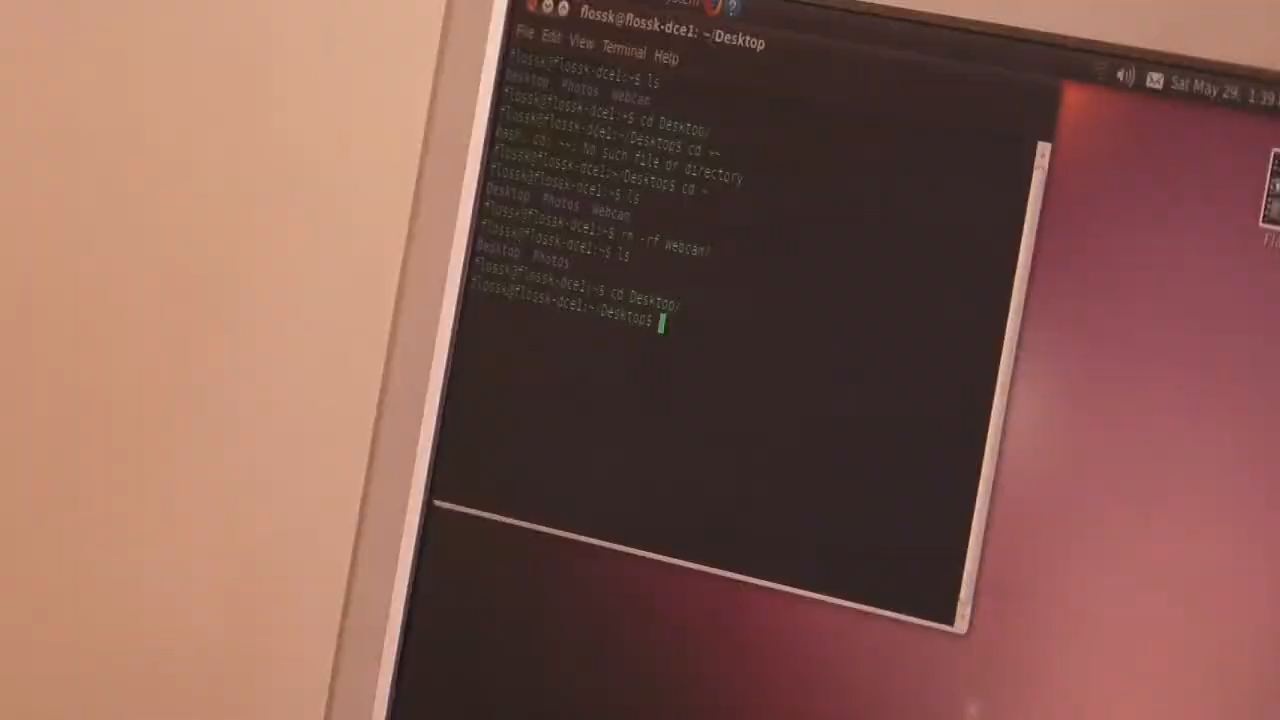 flossk@flossk-dce1: ~/Desktop
File Edit View Terminal Help
Sat May 29, 1:39
flossk@flossk-dce1:~$ ls
Desktop Photos Webcam
flossk@flossk-dce1:~$ cd Desktop/
flossk@flossk-dce1:~/Desktop$ cd ~~
bash: cd: ~~: No such file or directory
flossk@flossk-dce1:~/Desktop$ cd ~
flossk@flossk-dce1:~$ ls
Desktop Photos Webcam
flossk@flossk-dce1:~$ rm -rf Webcam/
flossk@flossk-dce1:~$ ls
Desktop Photos
flossk@flossk-dce1:~$ cd Desktop/
flossk@flossk-dce1:~/Desktop$